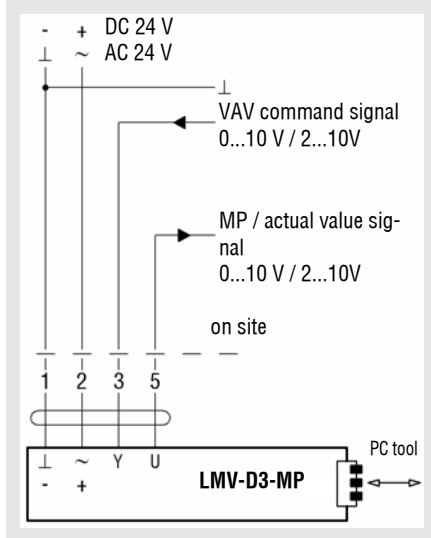 - + DC 24 V
⊥ ~ AC 24 V
⊥
VAV command signal
0...10 V / 2...10V
MP / actual value sig-
nal
0...10 V / 2...10V
on site
1 2 3 5
⊥ ~ Y U
- +
LMV-D3-MP
PC tool